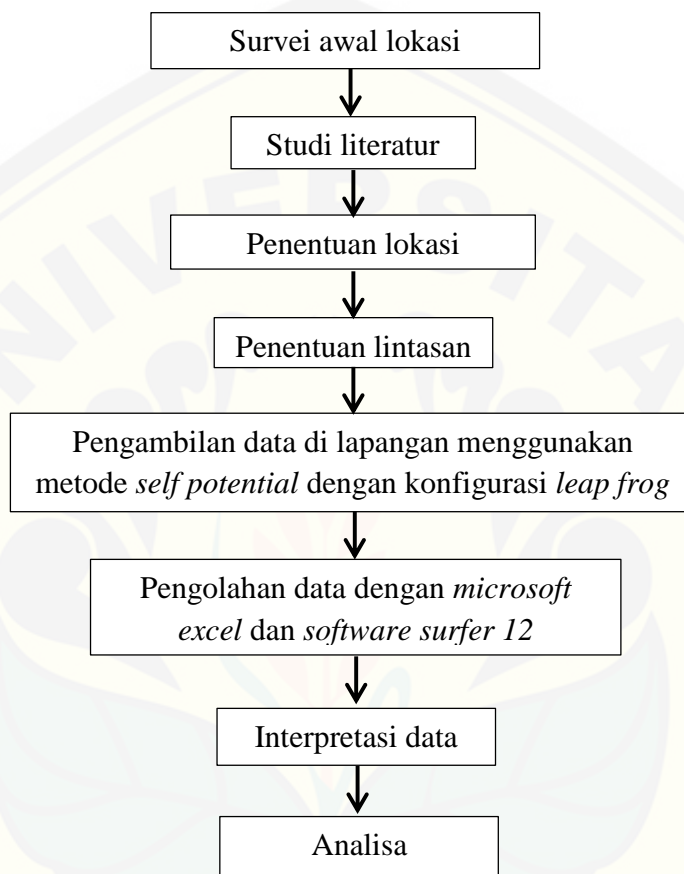 Survei awal lokasi
Studi literatur
Penentuan lokasi
Penentuan lintasan
Pengambilan data di lapangan menggunakan
metode self potential dengan konfigurasi leap frog
Pengolahan data dengan microsoft
excel dan software surfer 12
Interpretasi data
Analisa
NIVERSITA